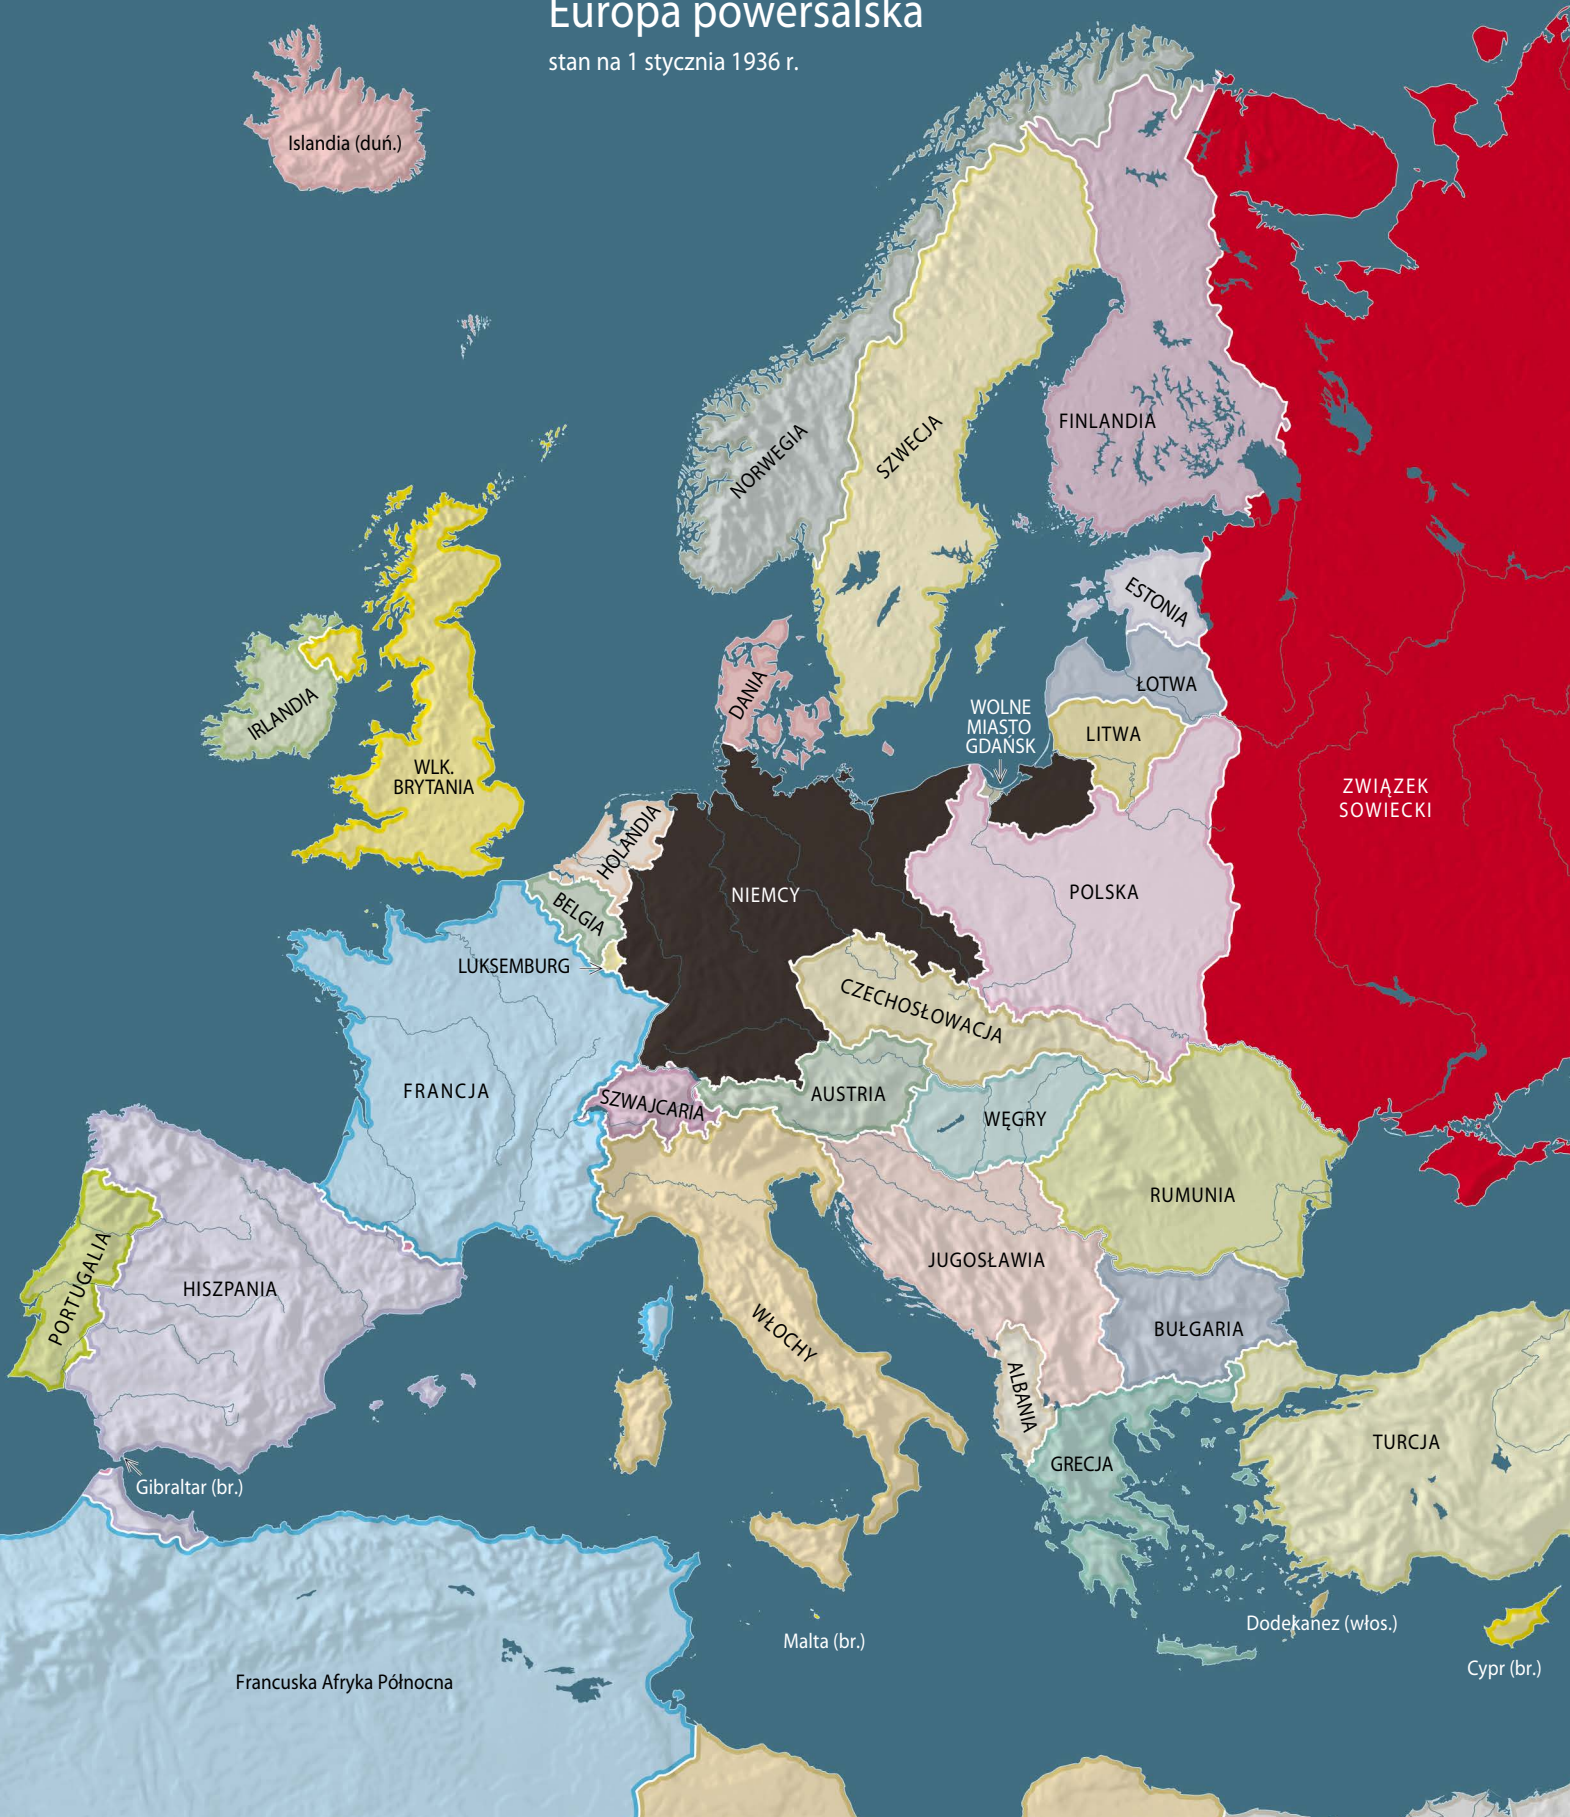 Europa powersalska
stan na 1 stycznia 1936 r.
Islandia (duń.)
NORWEGIA
SZWECJA
FINLANDIA
ESTONIA
ŁOTWA
LITWA
WOLNE
MIASTO
GDAŃSK
DANIA
IRLANDIA
WLK.
BRYTANIA
ZWIĄZEK
SOWIECKI
HOLANDIA
NIEMCY
POLSKA
BELGIA
LUKSEMBURG
CZECHOSŁOWACJA
FRANCJA
SZWAJCARIA
AUSTRIA
WĘGRY
RUMUNIA
JUGOSŁAWIA
PORTUGALIA
HISZPANIA
WŁOCHY
BUŁGARIA
ALBANIA
GRECJA
TURCJA
Gibraltar (br.)
Malta (br.)
Dodekanez (włos.)
Cypr (br.)
Francuska Afryka Północna